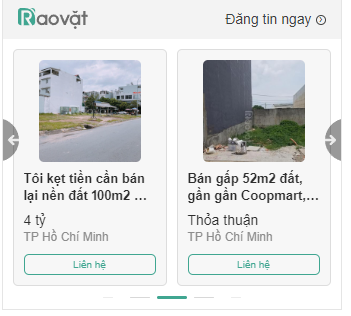 Raovặt
Đăng tin ngay
Tôi kẹt tiền cần bán
lại nền đất 100m2 ...
4 tỷ
TP Hồ Chí Minh
Liên hệ
Bán gấp 52m2 đất,
gần gần Coopmart,...
Thỏa thuận
TP Hồ Chí Minh
Liên hệ